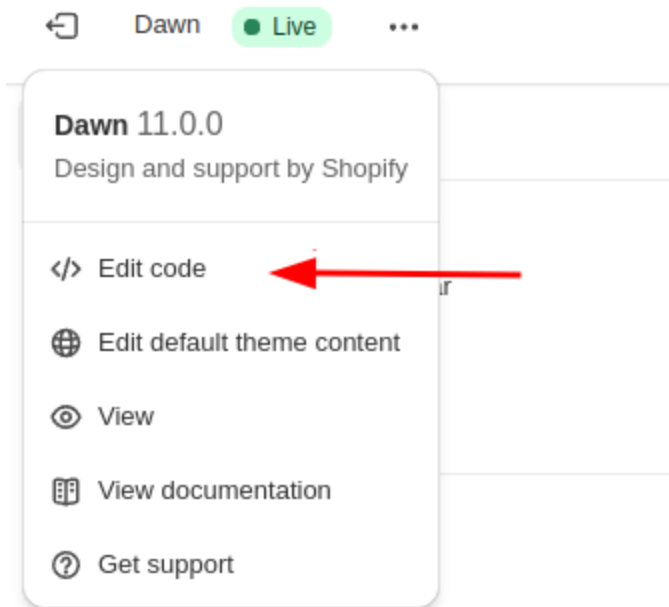 Dawn Live
Dawn 11.0.0
Design and support by Shopify
Edit code
Edit default theme content
View
View documentation
Get support